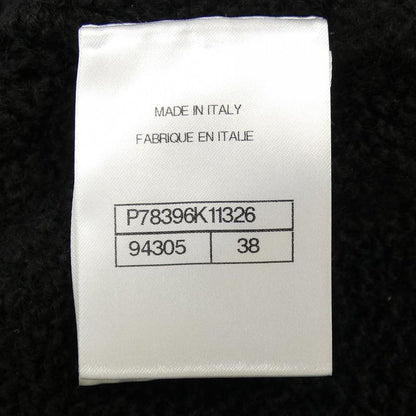 MADE IN ITALY
FABRIQUE EN ITALIE
P78396K11326
94305 38